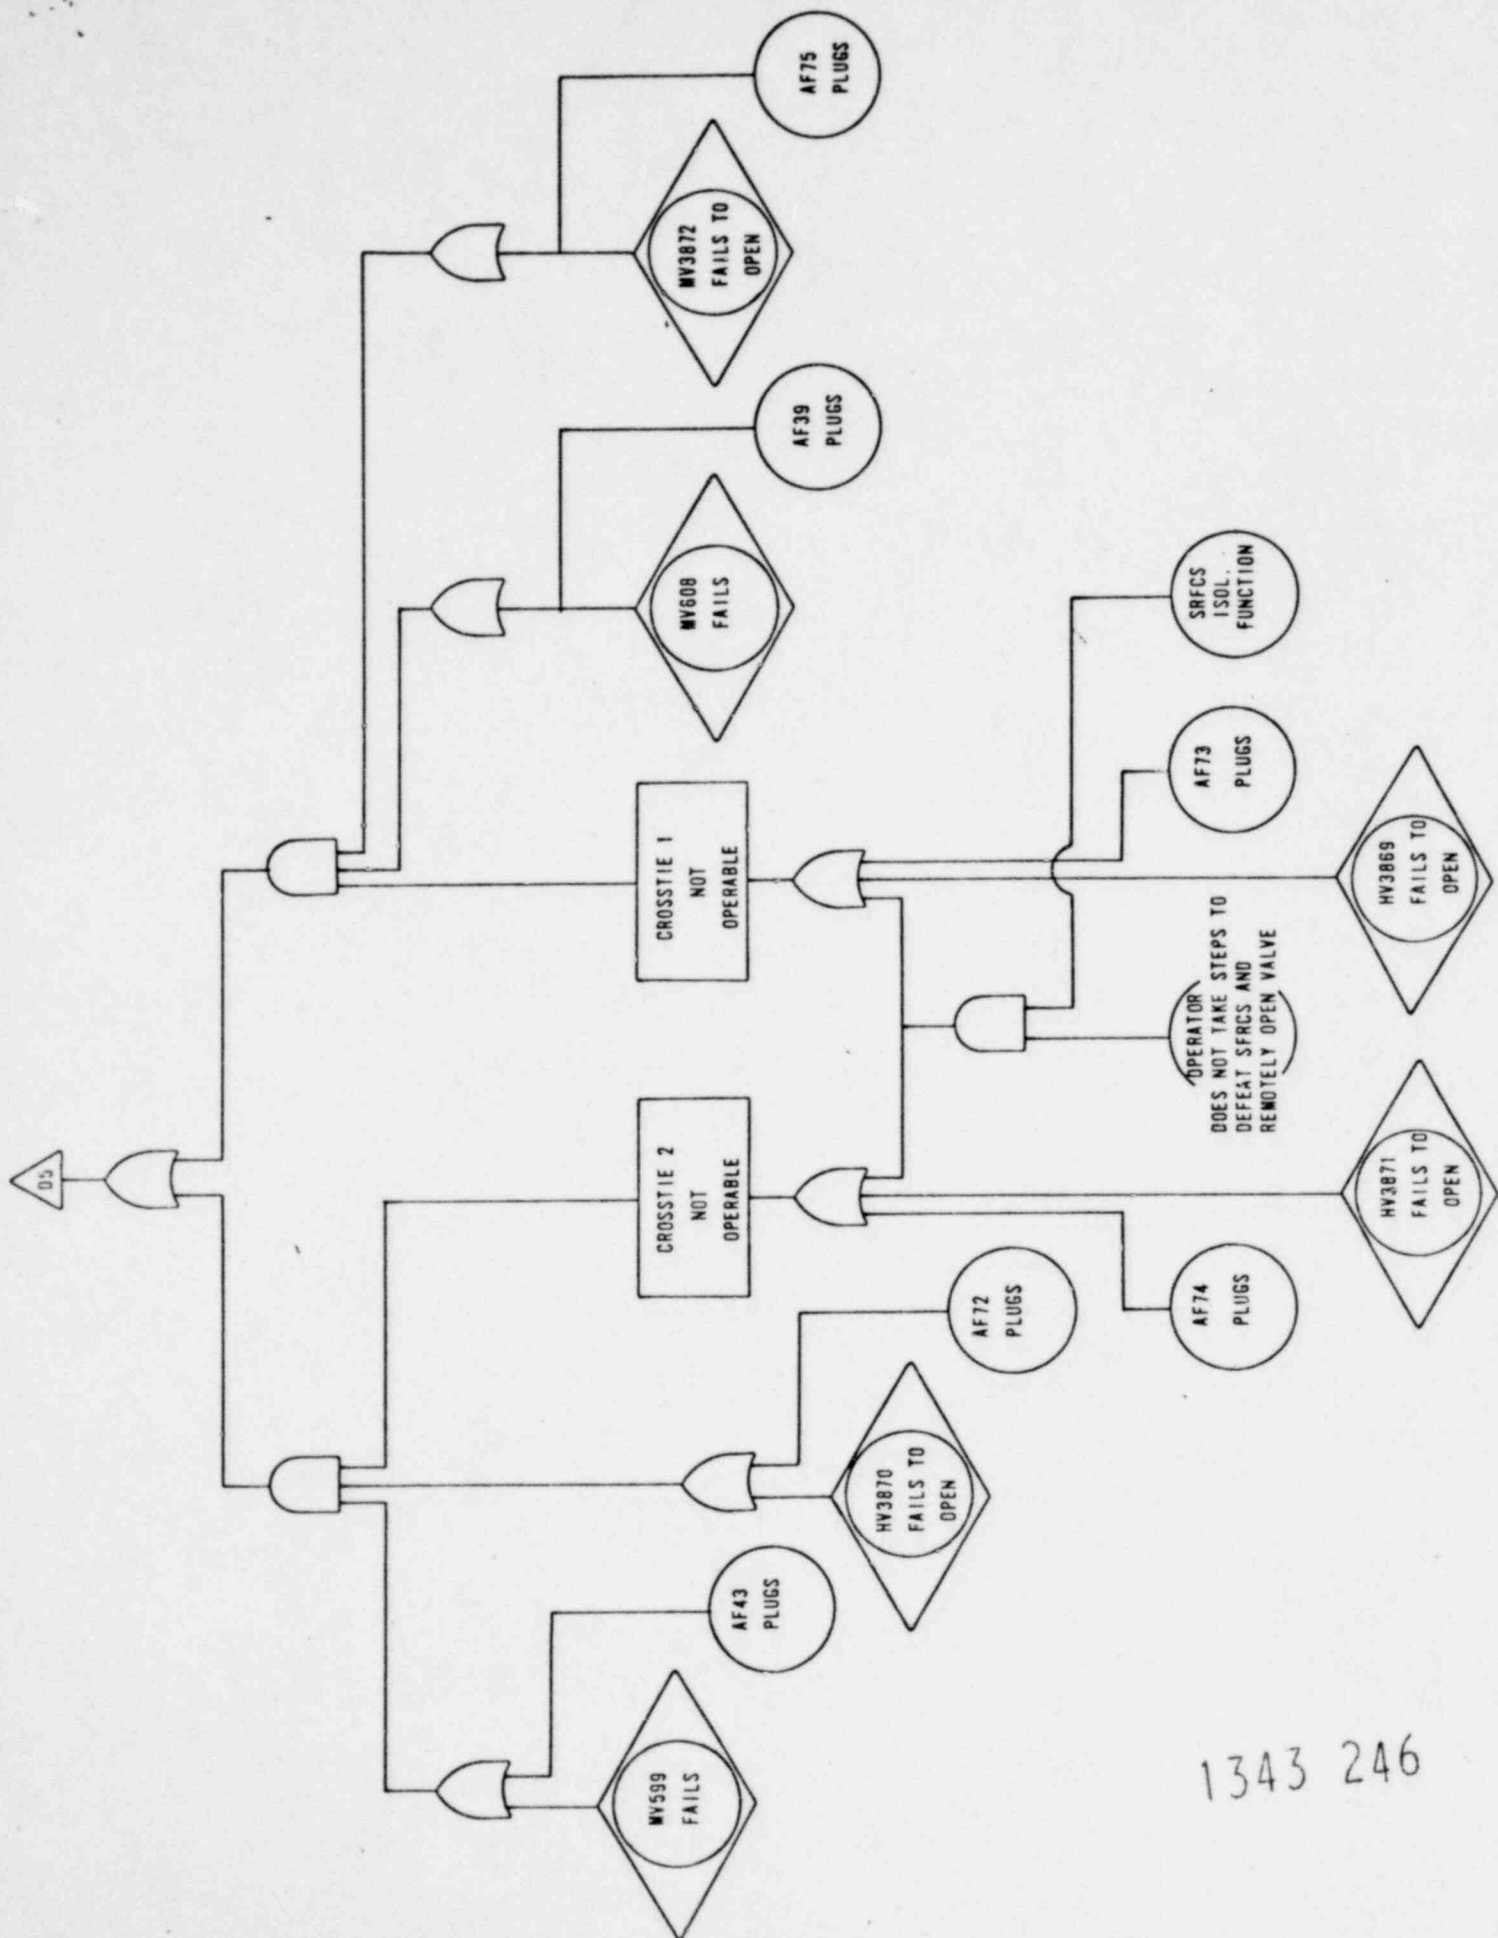 05
MV599
FAILS
AF43
PLUGS
HV3870
FAILS TO
OPEN
AF72
PLUGS
CROSSTIE 2
NOT
OPERABLE
AF74
PLUGS
HV3871
FAILS TO
OPEN
OPERATOR
DOES NOT TAKE STEPS TO
DEFEAT SFRCS AND
REMOTELY OPEN VALVE
CROSSTIE 1
NOT
OPERABLE
HV3869
FAILS TO
OPEN
AF73
PLUGS
SRFCS
ISOL.
FUNCTION
MV608
FAILS
AF39
PLUGS
MV3872
FAILS TO
OPEN
AF75
PLUGS
1343 246